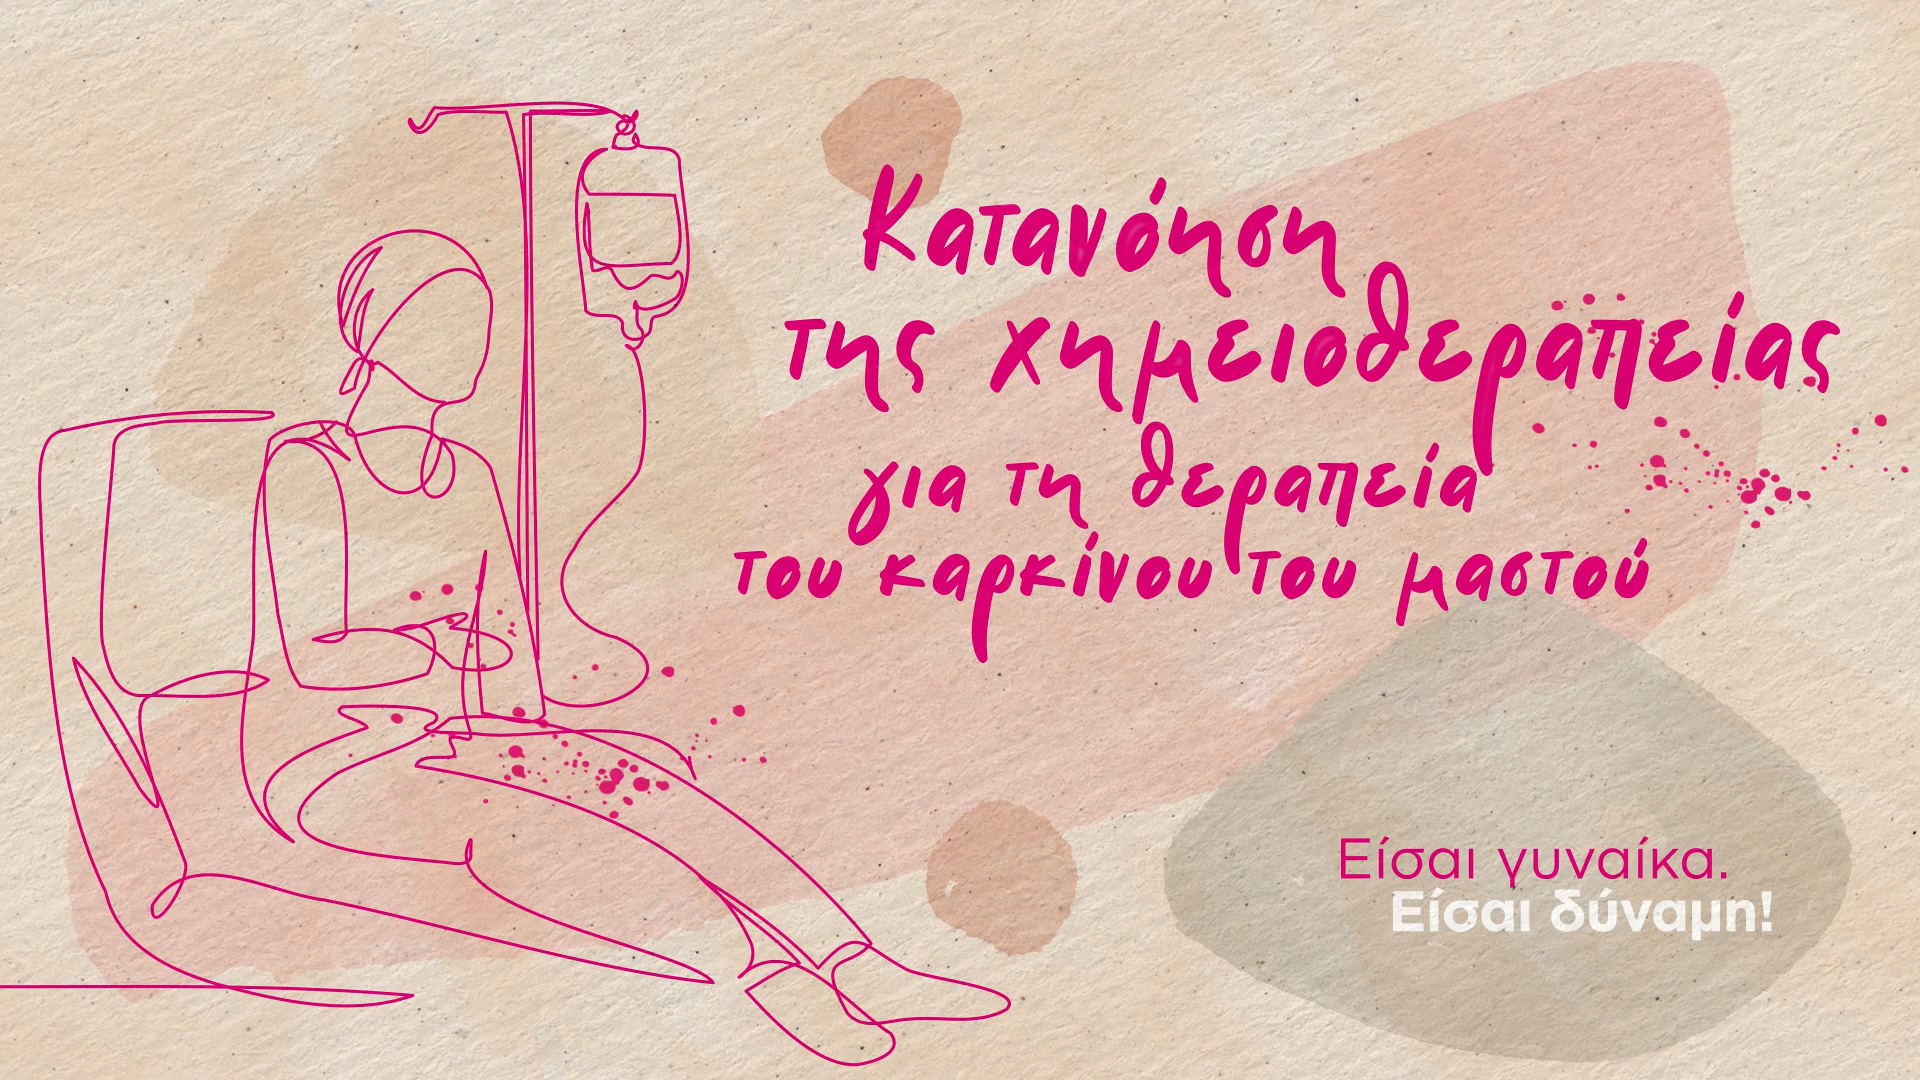 Κατανόηση
της χημειοθεραπείας
για τη θεραπεία
του καρκίνου του μαστού
Είσαι γυναίκα.
Είσαι δύναμη!